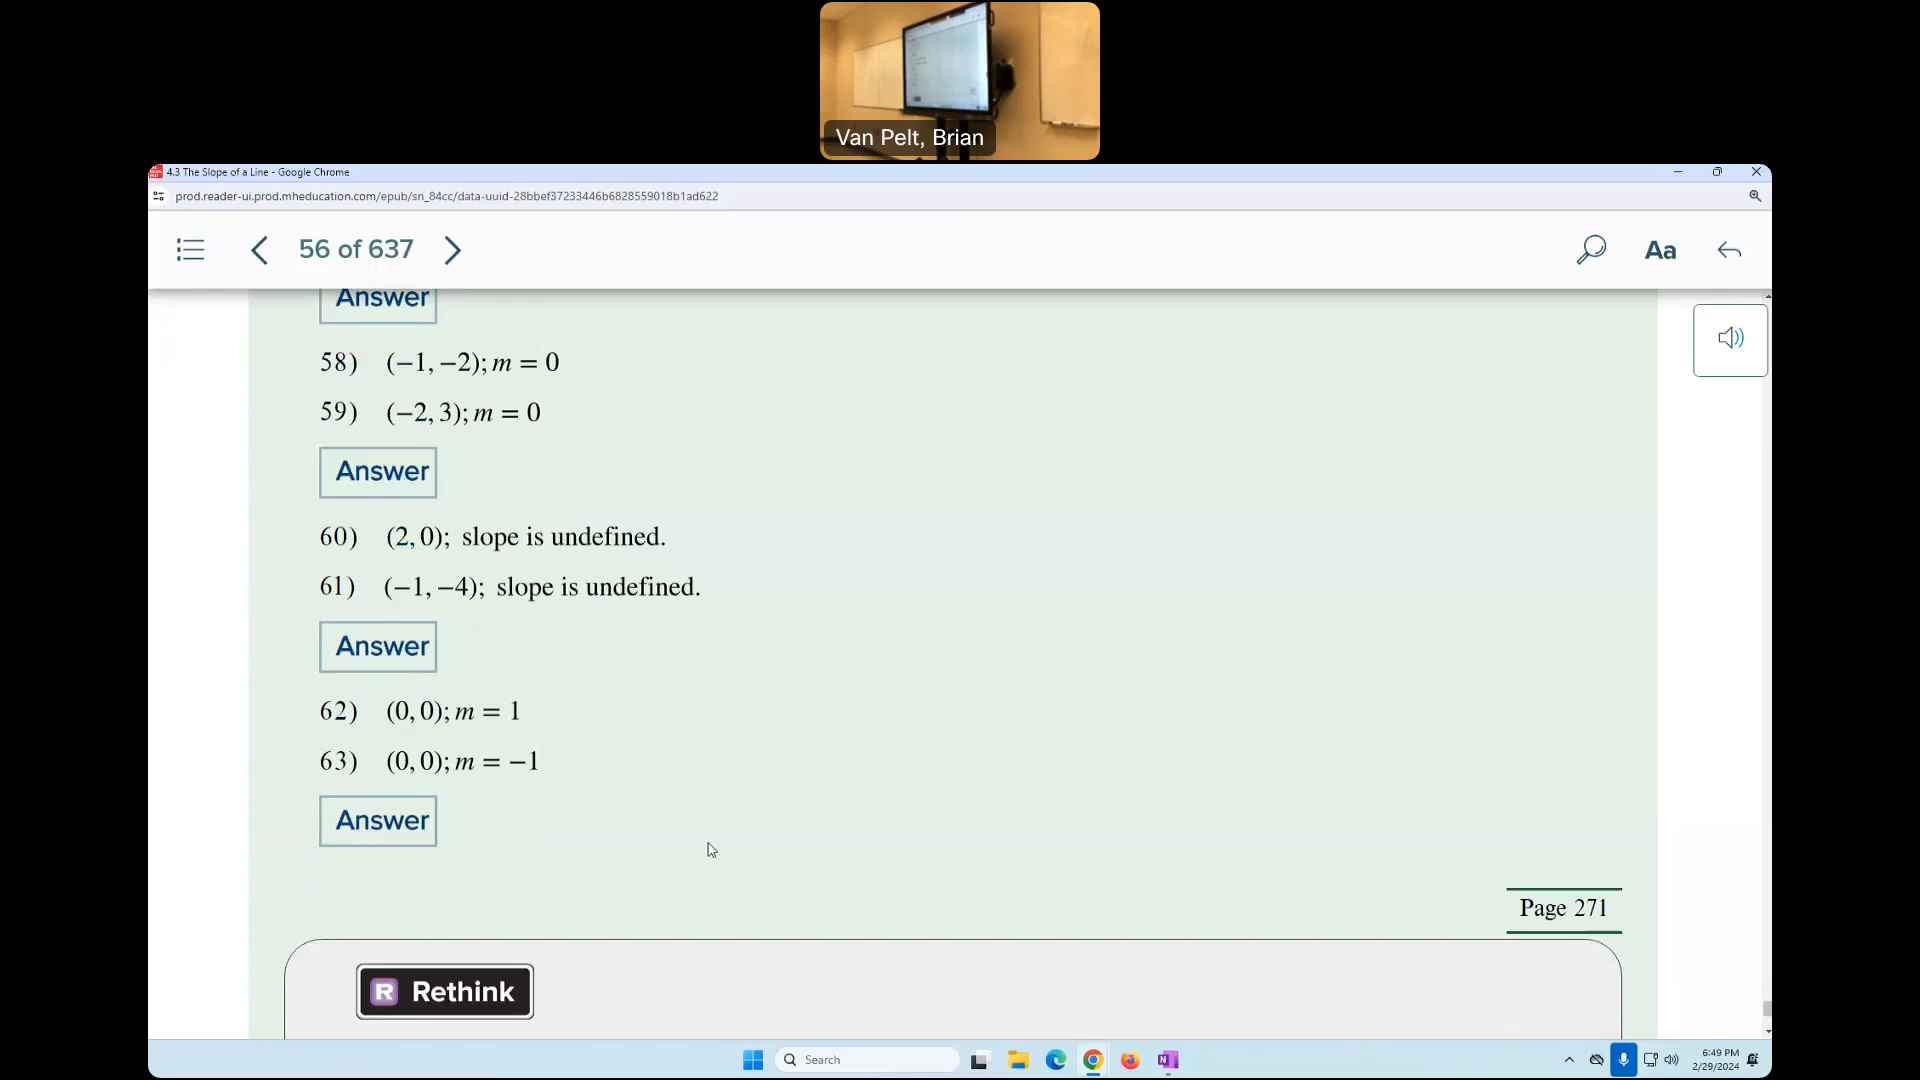 Van Pelt, Brian
4.3 The Slope of a Line - Google Chrome
prod.reader-ui.prod.mheducation.com/epub/sn_84cc/data-uuid-28bbef37233446b6828559018b1ad622
56 of 637
Aa
Answer
58) (−1, −2); m = 0
59) (−2, 3); m = 0
Answer
60) (2, 0); slope is undefined.
61) (−1, −4); slope is undefined.
Answer
62) (0, 0); m = 1
63) (0, 0); m = −1
Answer
Page 271
R Rethink
Search
6:49 PM
2/29/2024